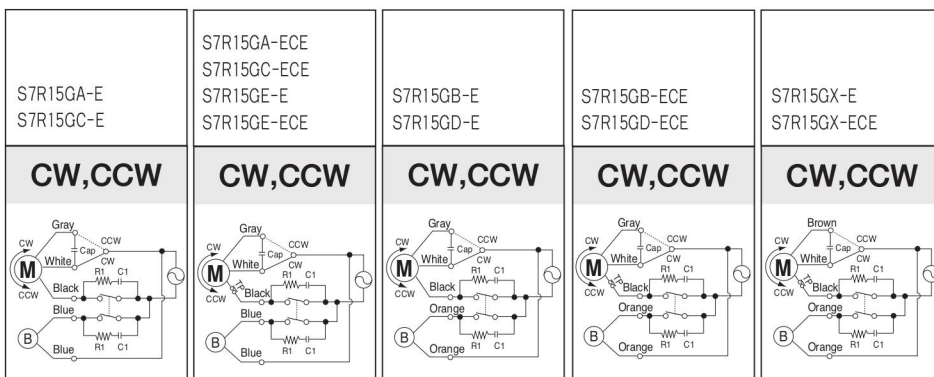 S7R15GA-E
S7R15GC-E
CW,CCW
Gray
CW
CCW
Cap
M
White
CW
R1 C1
CCW
Black
Blue
B
R1 C1
Blue
S7R15GA-ECE
S7R15GC-ECE
S7R15GE-E
S7R15GE-ECE
CW,CCW
Gray
CW
CCW
Cap
M
White
CW
R1 C1
TP
CCW
Black
Blue
B
R1 C1
Blue
S7R15GB-E
S7R15GD-E
CW,CCW
Gray
CW
CCW
Cap
M
White
CW
R1 C1
CCW
Black
Orange
B
R1 C1
Orange
S7R15GB-ECE
S7R15GD-ECE
CW,CCW
Gray
CW
CCW
Cap
M
White
CW
R1 C1
TP
CCW
Black
Orange
B
R1 C1
Orange
S7R15GX-E
S7R15GX-ECE
CW,CCW
Brown
CW
CCW
Cap
M
White
CW
R1 C1
TP
CCW
Black
Orange
B
R1 C1
Orange